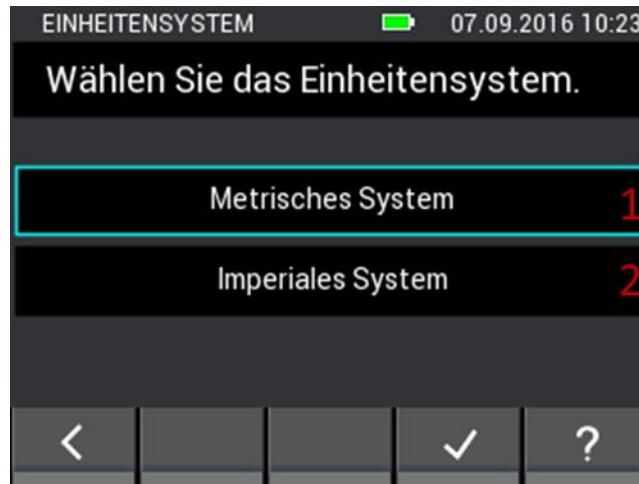 EINHEITENSYSTEM 07.09.2016 10:23
Wählen Sie das Einheitensystem.
Metrisches System 1
Imperiales System 2
?